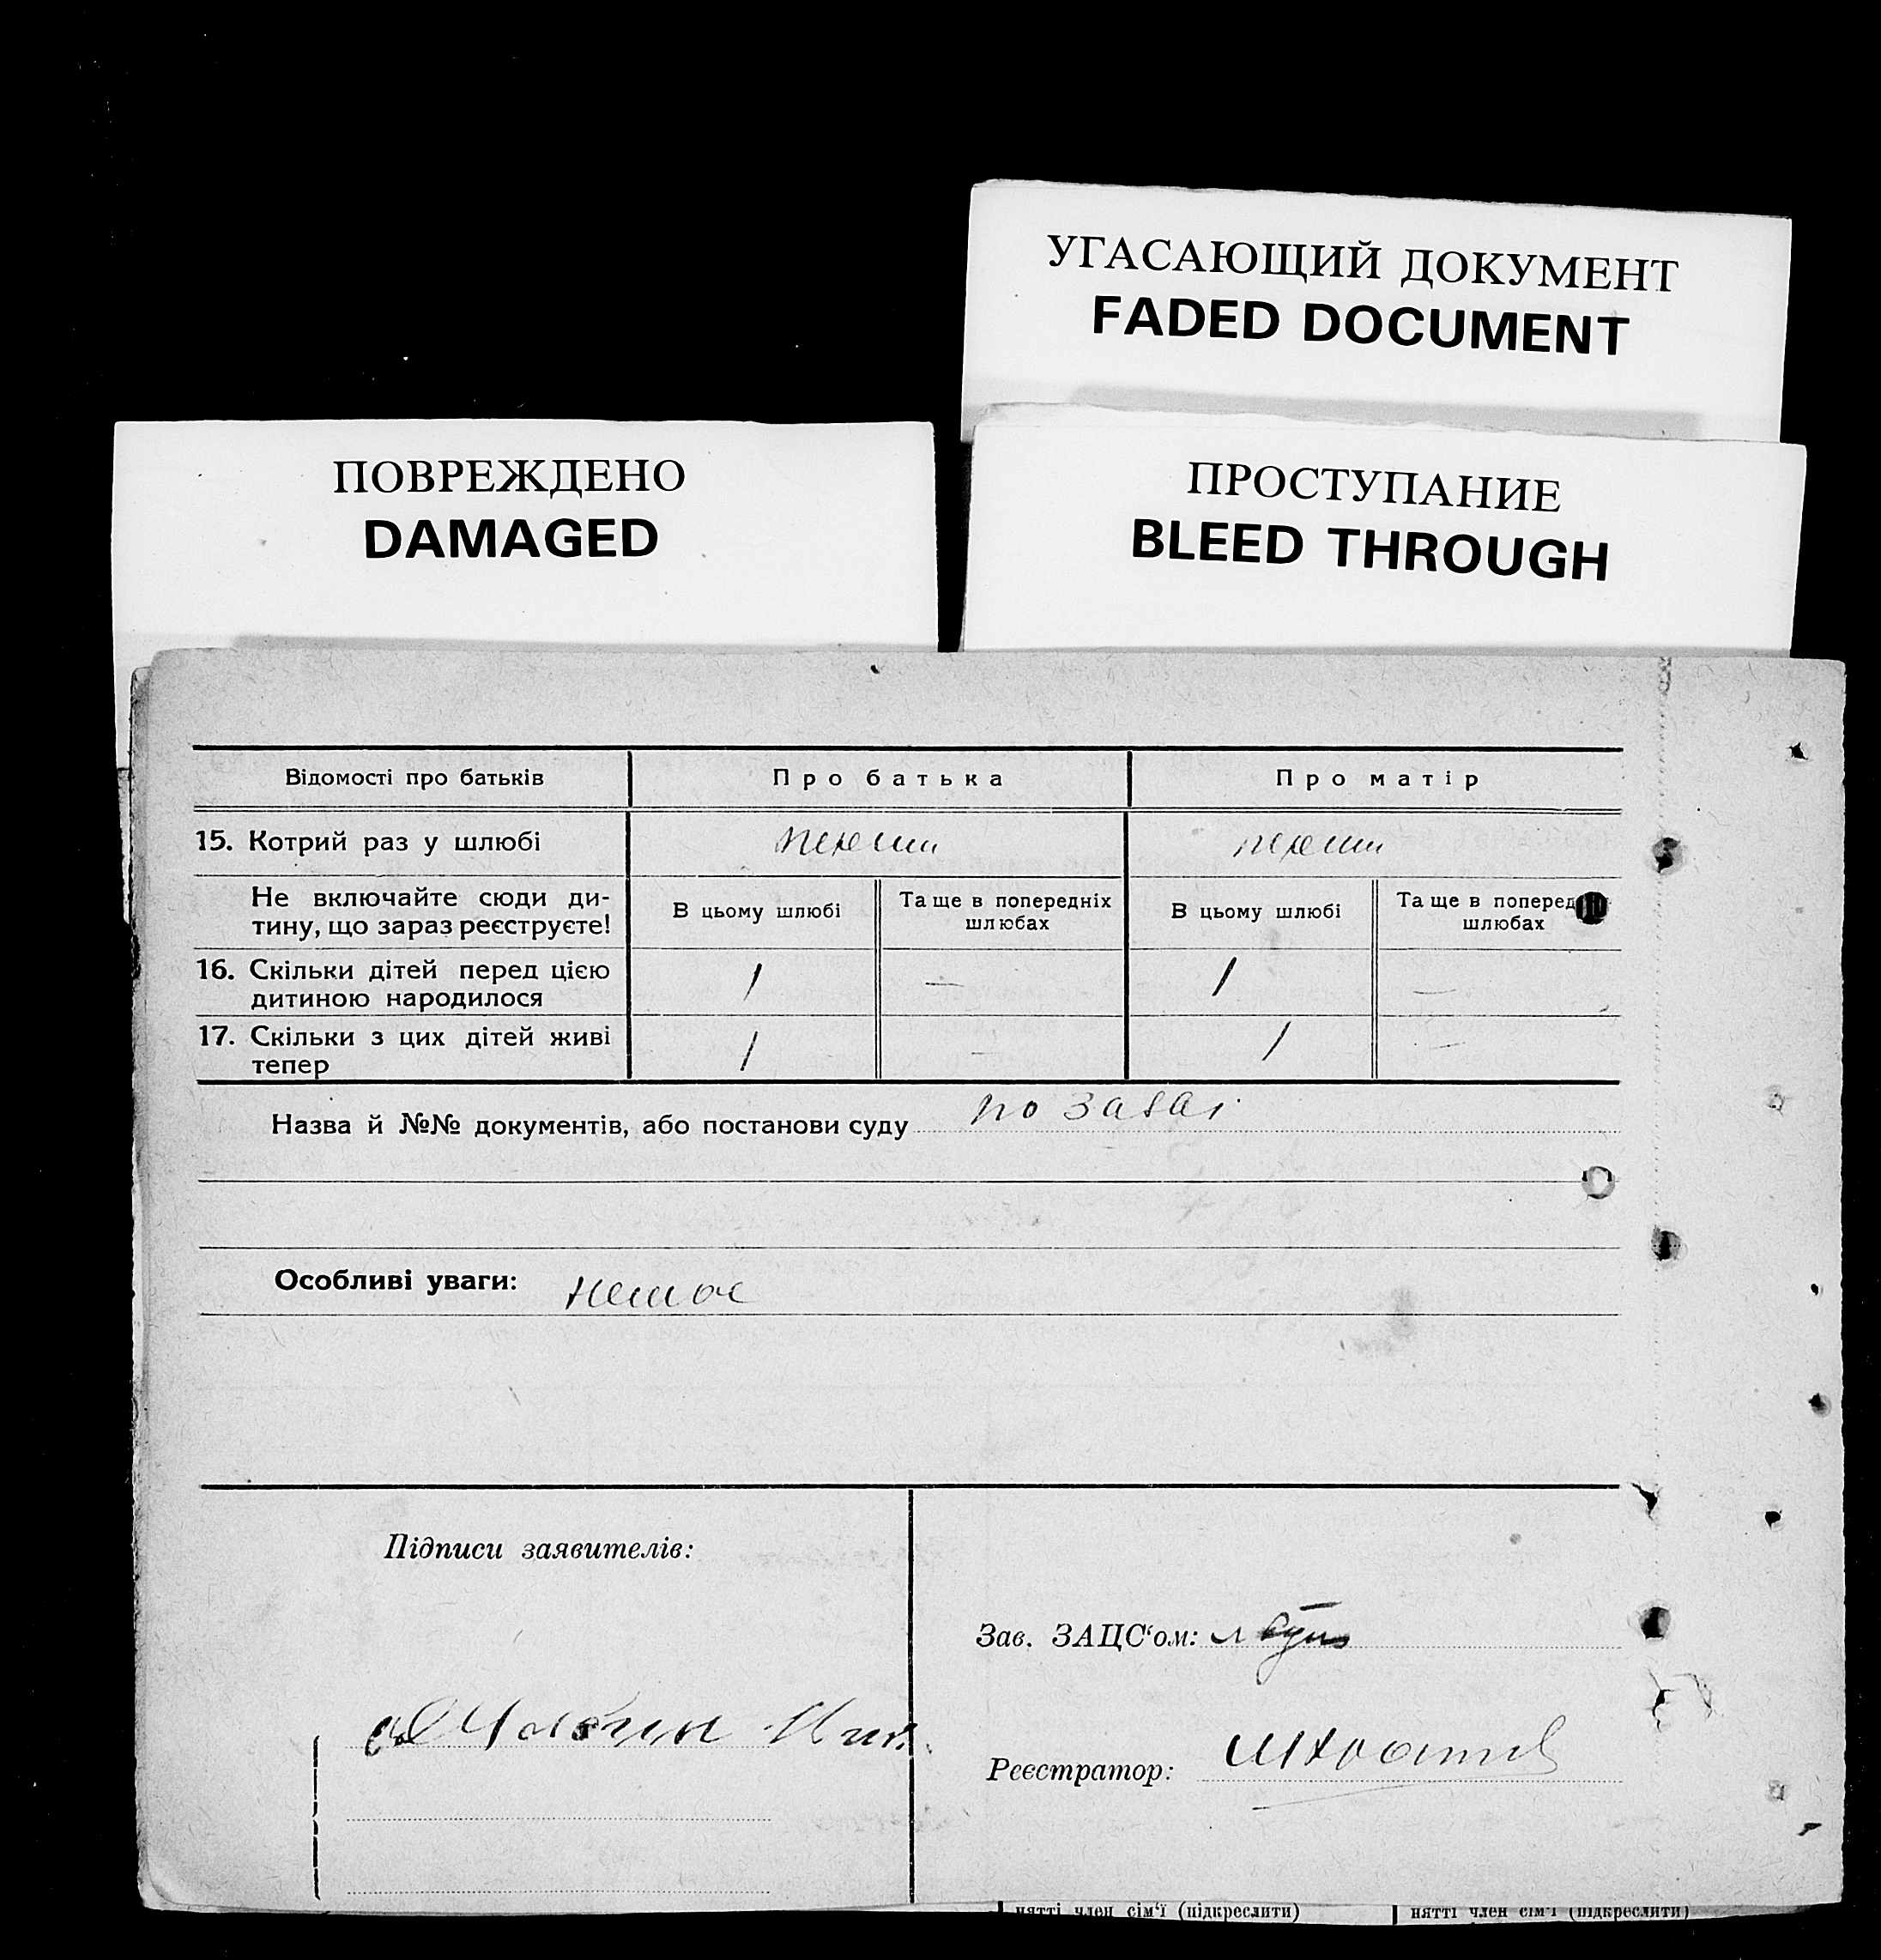 УГАСАЮЩИЙ ДОКУМЕНТ
FADED DOCUMENT
ПОВРЕЖДЕНО
DAMAGED
ПРОСТУПАНИЕ
BLEED THROUGH
Відомості про батьків Про батька Про матір
15. Котрий раз у шлюбі перши перши
Не включайте сюди ди-
тину, що зараз реєструєте!
В цьому шлюбі
Та ще в попередніх
шлюбах
В цьому шлюбі
Та ще в поперед
шлюбах
16. Скільки дітей перед цією
дитиною народилося
1 — 1 —
17. Скільки з цих дітей живі
тепер
1 — 1 —
Назва й №№ документів, або постанови суду по заяві
Особливі уваги: немає
Підписи заявителів:
Зав. ЗАЦС'ом:
Реєстратор:
нятті член сім'ї (підкреслити) нятті член сім'ї (підкреслити)